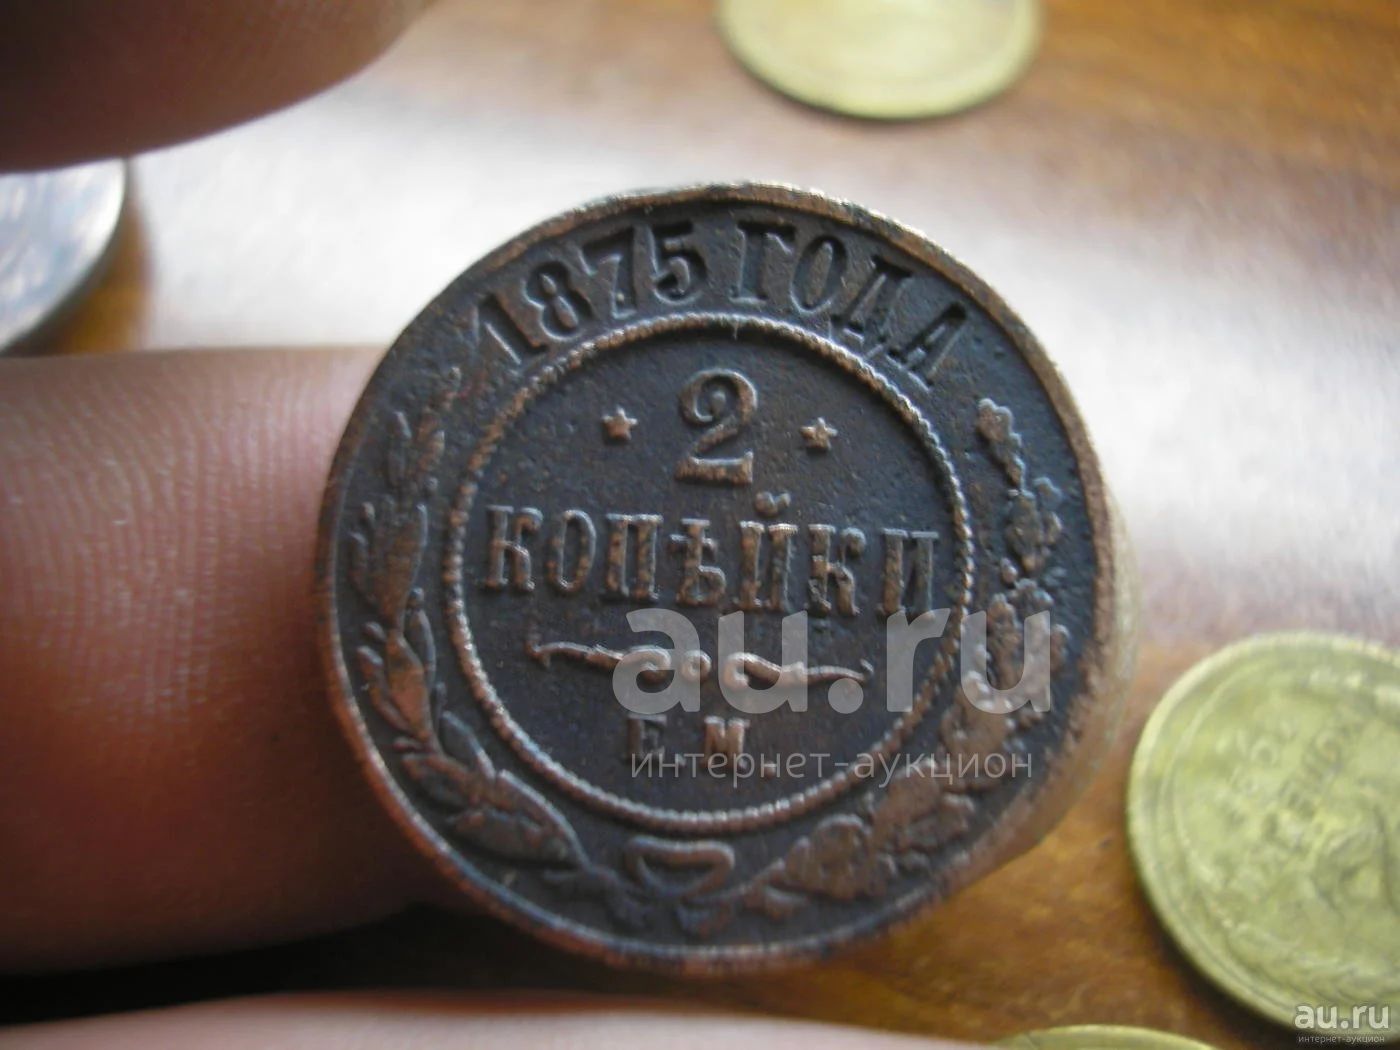 1875 ГОДА
2
КОПѢЙКИ
Е.М.
au.ru
интернет-аукцион
au.ru
интернет-аукцион